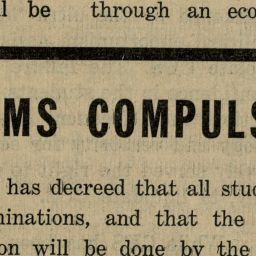 be through an eco
MS COMPULS
has decreed that all stud
minations, and that the
on will be done by the